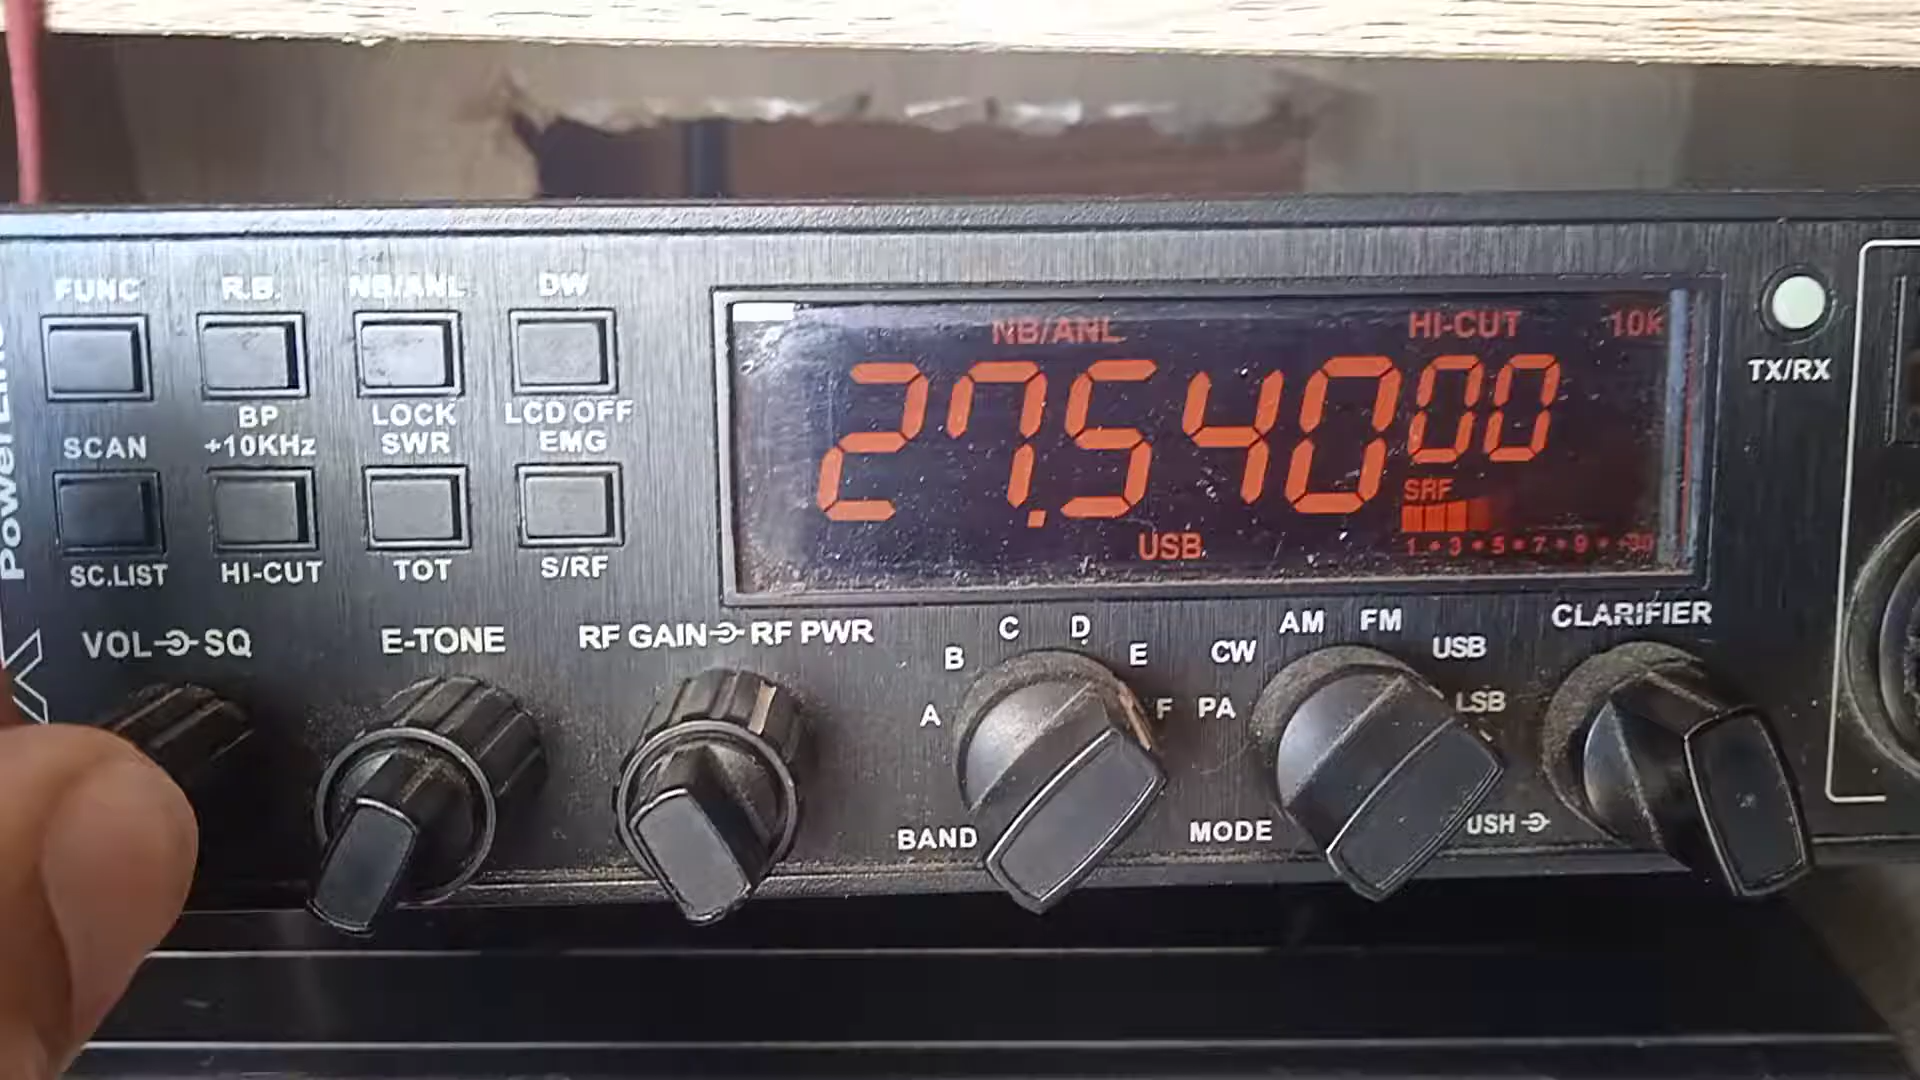 FUNC R.B. NB/ANL DW
BP LOCK LCD OFF
SCAN +10KHz SWR EMG
SC.LIST HI-CUT TOT S/RF
NB/ANL HI-CUT 10k
27.54000
SRF
1 • 3 • 5 • 7 • 9 • +30
USB
TX/RX
VOL SQ E-TONE RF GAIN RF PWR
A B C D E F
BAND
PA CW AM FM USB LSB
MODE
CLARIFIER
USH